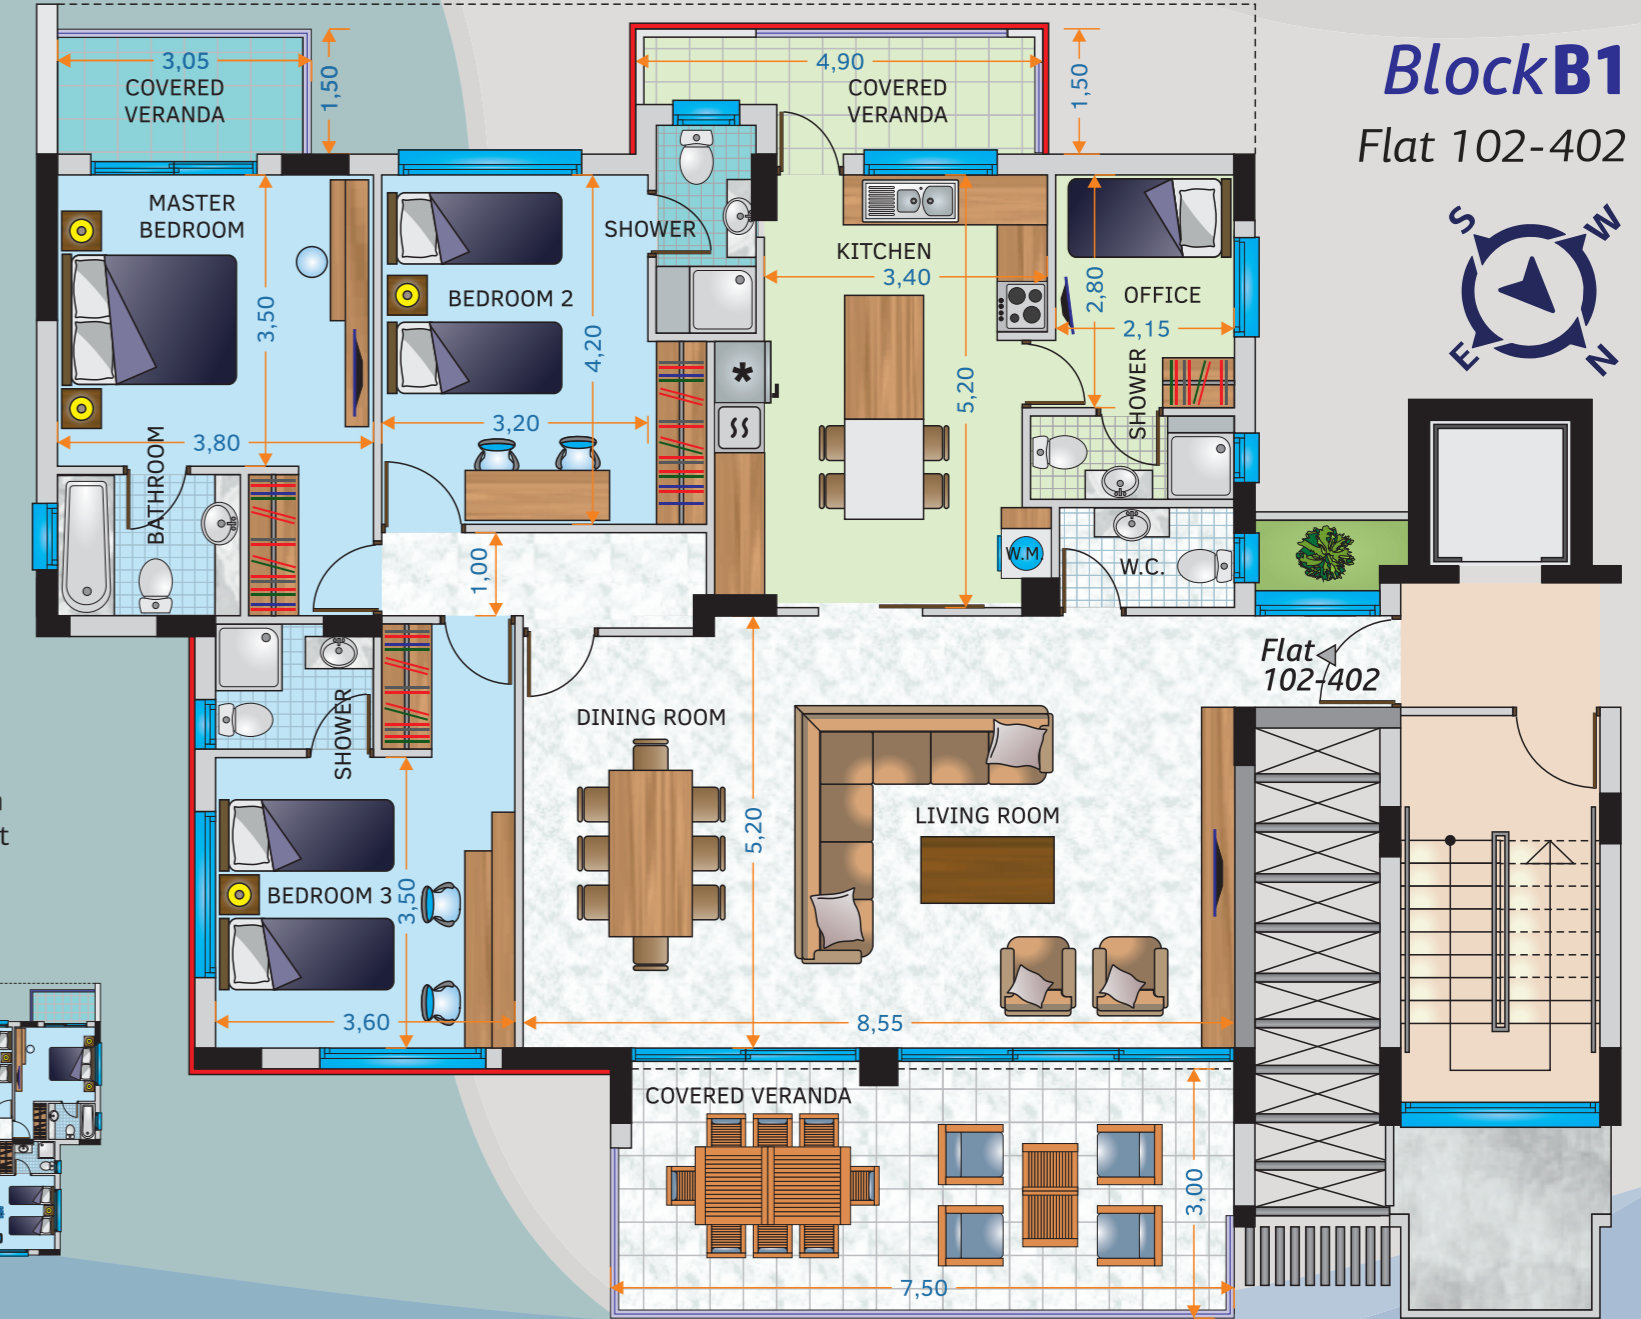 Block B1
Flat 102-402
S
W
E
N
3,05
COVERED
VERANDA
1,50
4,90
COVERED
VERANDA
1,50
MASTER
BEDROOM
3,50
3,80
BATHROOM
BEDROOM 2
4,20
3,20
SHOWER
KITCHEN
3,40
5,20
2,80
OFFICE
2,15
SHOWER
*
W.M.
W.C.
1,00
Flat
102-402
SHOWER
DINING ROOM
5,20
LIVING ROOM
BEDROOM 3
3,50
3,60
8,55
COVERED VERANDA
3,00
7,50
t